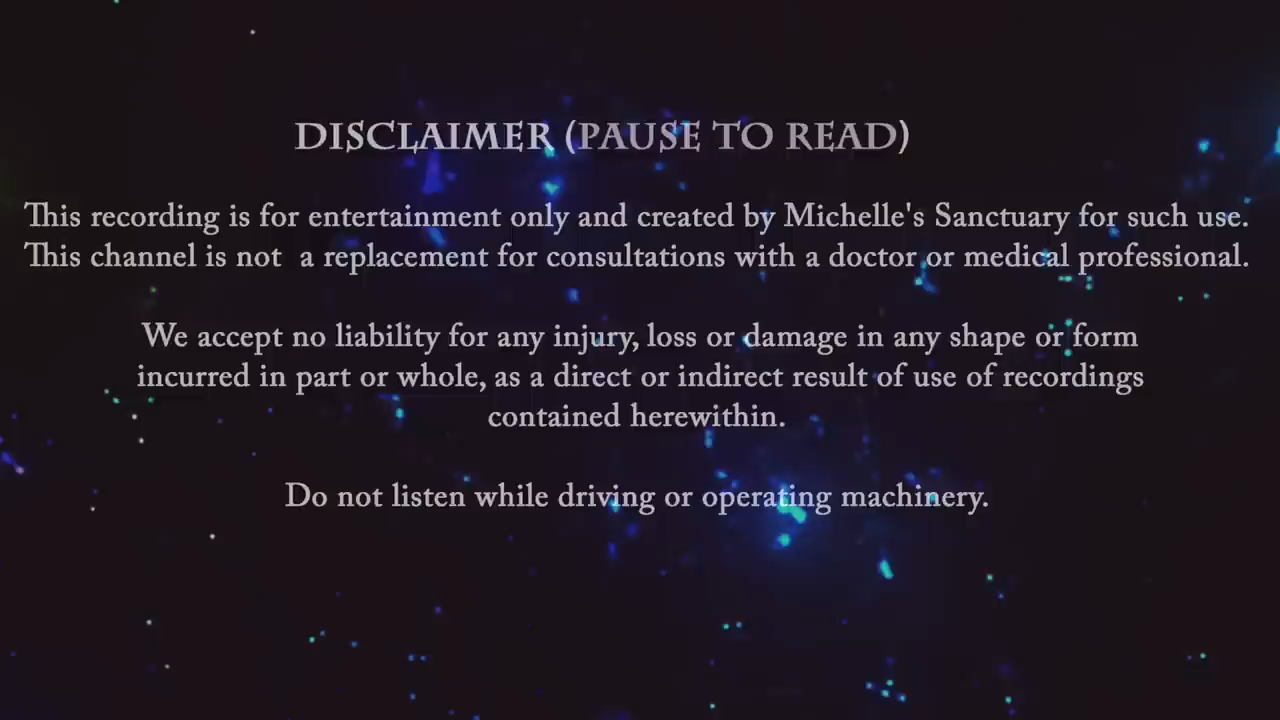 DISCLAIMER (PAUSE TO READ)
This recording is for entertainment only and created by Michelle's Sanctuary for such use.
This channel is not  a replacement for consultations with a doctor or medical professional.
We accept no liability for any injury, loss or damage in any shape or form
incurred in part or whole, as a direct or indirect result of use of recordings
contained herewithin.
Do not listen while driving or operating machinery.